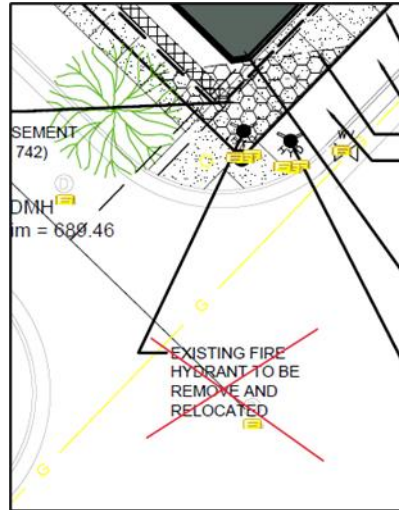 SEMENT
742)
G
W
D
DMH
im = 689.46
G
EXISTING FIRE
HYDRANT TO BE
REMOVE AND
RELOCATED
G